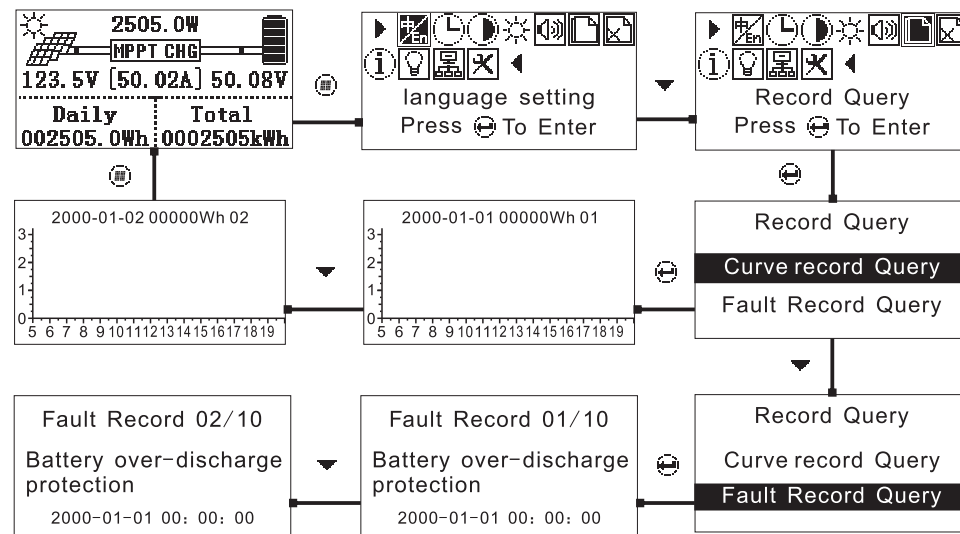 2505.0W
MPPT CHG
123.5V [50.02A] 50.08V
Daily Total
002505.0Wh 0002505kWh
中/En
language setting
Press To Enter
中/En
Record Query
Press To Enter
2000-01-02 00000Wh 02
3
2
1
0
5 6 7 8 9 10 11 12 13 14 15 16 17 18 19
2000-01-01 00000Wh 01
3
2
1
0
5 6 7 8 9 10 11 12 13 14 15 16 17 18 19
Record Query
Curve record Query
Fault Record Query
Fault Record 02/10
Battery over-discharge
protection
2000-01-01 00: 00: 00
Fault Record 01/10
Battery over-discharge
protection
2000-01-01 00: 00: 00
Record Query
Curve record Query
Fault Record Query